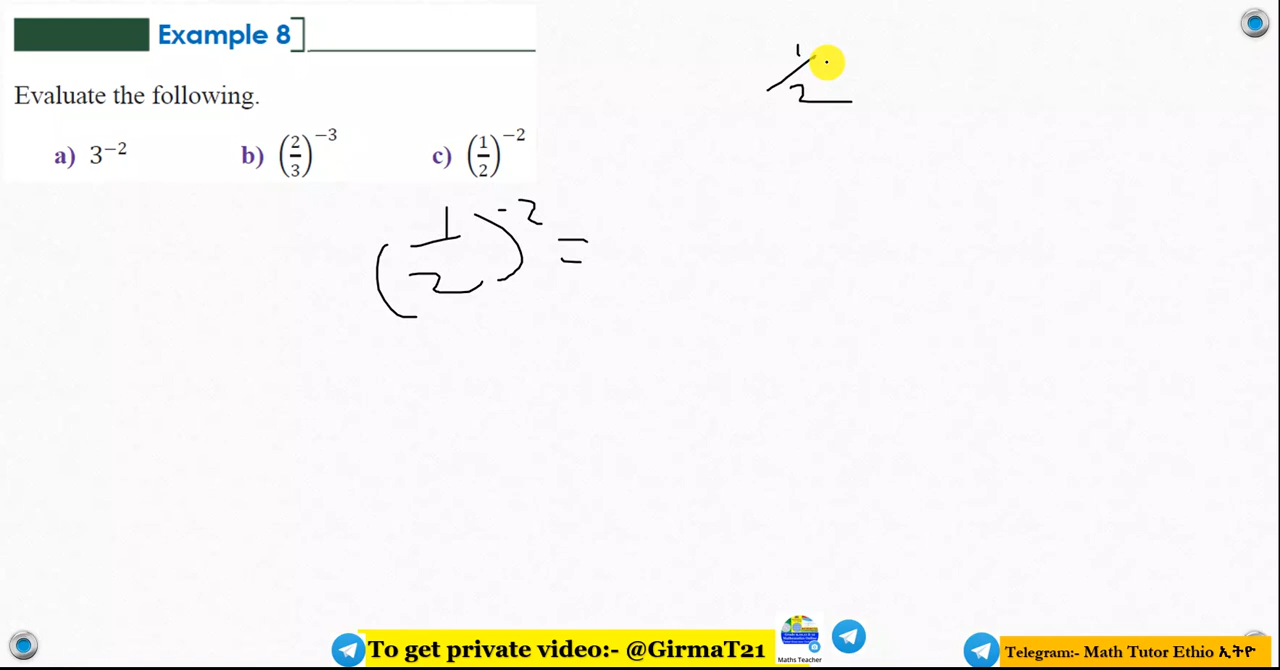 Example 8
1/2
Evaluate the following.
a) 3⁻² b) (2/3)⁻³ c) (1/2)⁻²
(1/2)⁻² =
To get private video:- @GirmaT21
Maths Teacher
Telegram:- Math Tutor Ethio ኢትዮ